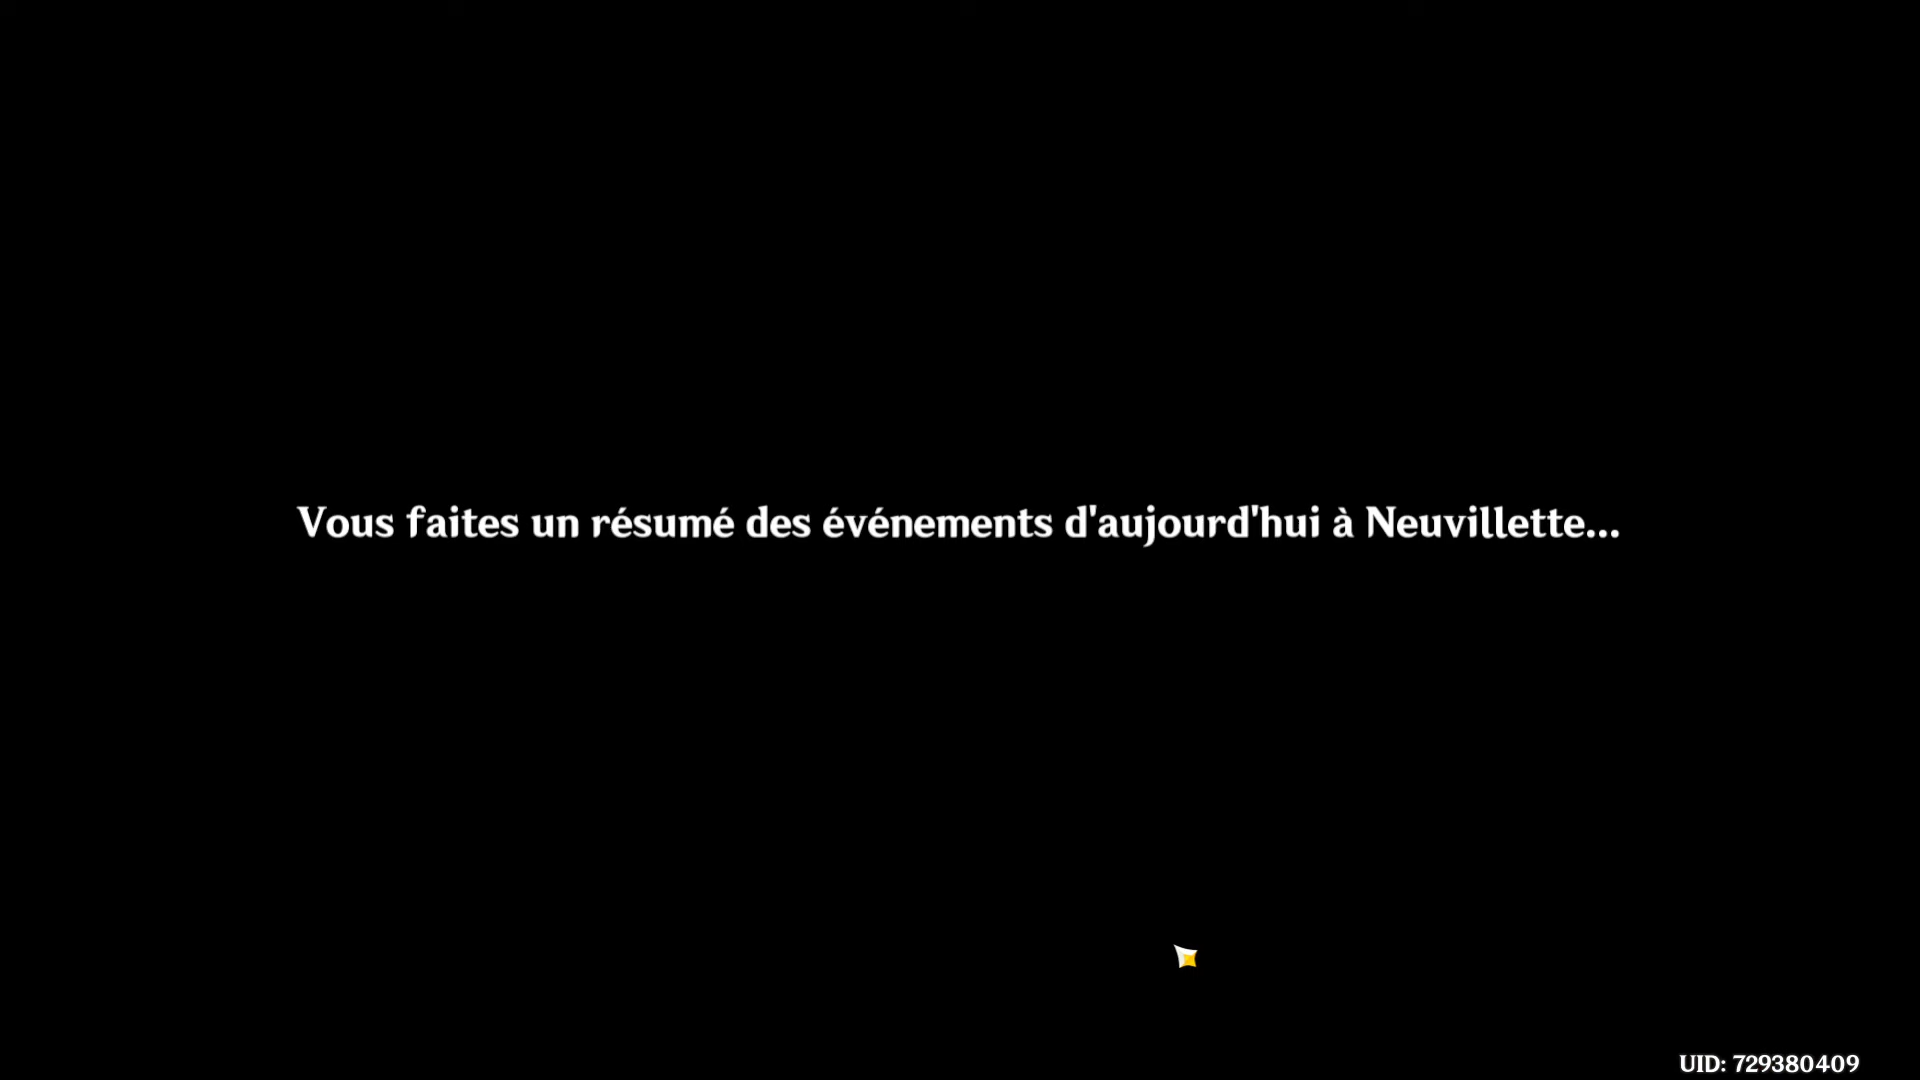 Vous faites un résumé des événements d'aujourd'hui à Neuvillette...
UID: 729380409